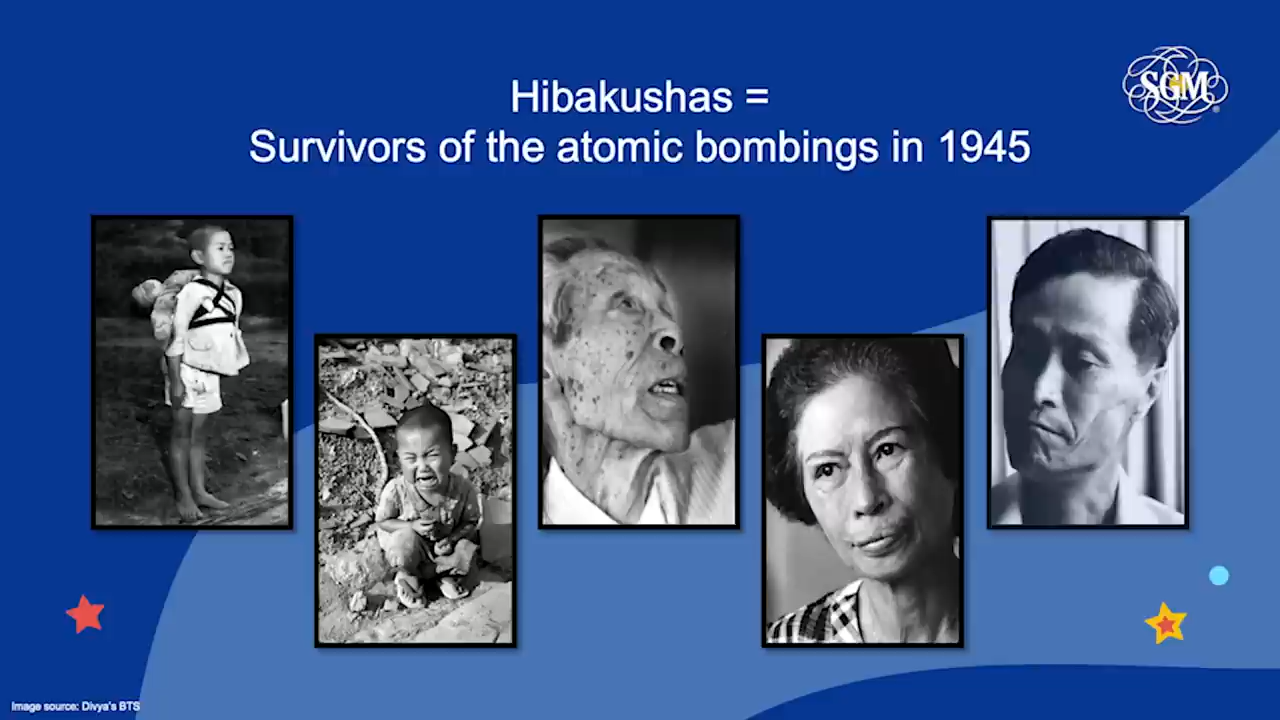 Hibakushas =
Survivors of the atomic bombings in 1945
SGM
Image source: Divya's BTS